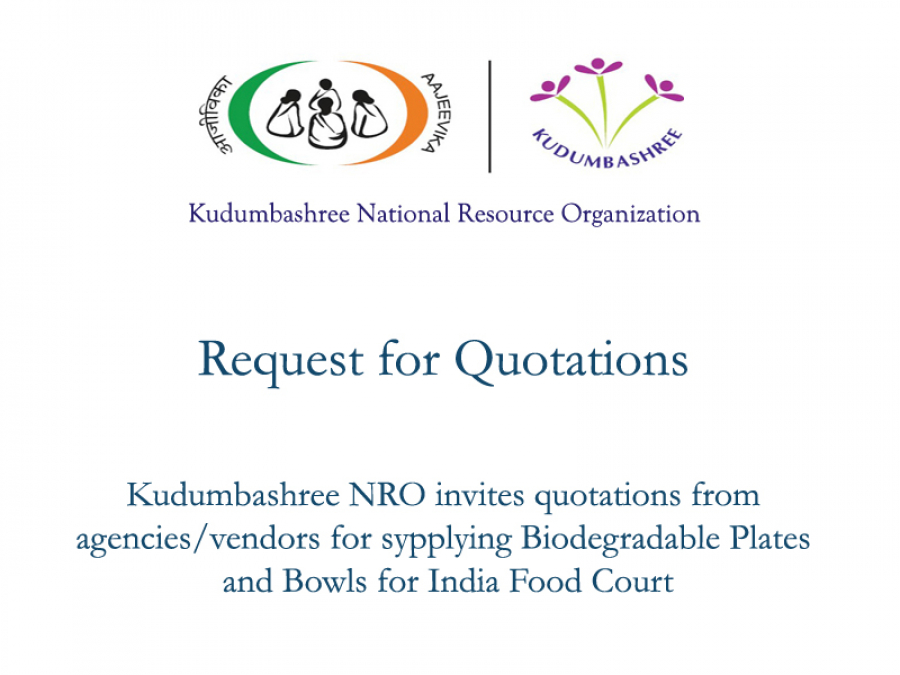 आजीविका
AAJEEVIKA
KUDUMBASHREE
Kudumbashree National Resource Organization
Request for Quotations
Kudumbashree NRO invites quotations from
agencies/vendors for sypplying Biodegradable Plates
and Bowls for India Food Court